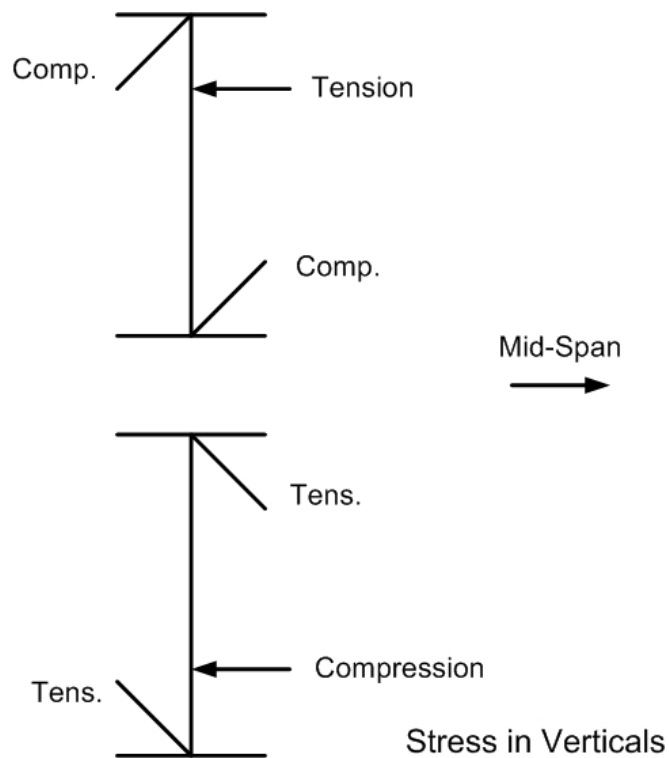 Comp.
Tension
Comp.
Mid-Span
Tens.
Compression
Tens.
Stress in Verticals